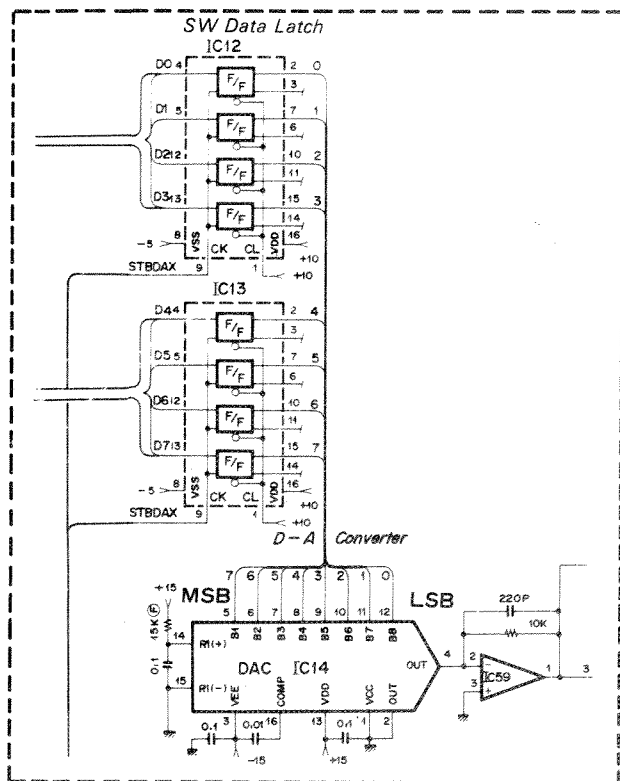 SW Data Latch
IC12
D0 4 F/F 2 0
3
D1 5 F/F 7 1
6
D2 12 F/F 10 2
11
D3 13 F/F 15 3
14
8 VSS CK CL VDD 16
-5 +10
STBDAX 9 1 +10
IC13
D4 4 F/F 2 4
3
D5 5 F/F 7 5
6
D6 12 F/F 10 6
11
D7 13 F/F 15 7
14
8 VSS CK CL VDD 16
-5 +10
STBDAX 9 1 +10
D-A Converter
7 6 5 4 3 2 1 0
+15 MSB LSB 220P
5 6 7 8 9 10 11 12
15K(F) B1 B2 B3 B4 B5 B6 B7 B8 10K
14 R1(+)
0.1 DAC IC14 OUT 4 2 - IC59 1 3
15 R1(-) 3 +
VEE COMP VDD VCC OUT
0.1 3 0.01 16 13 0.1 1 2
-15 +15